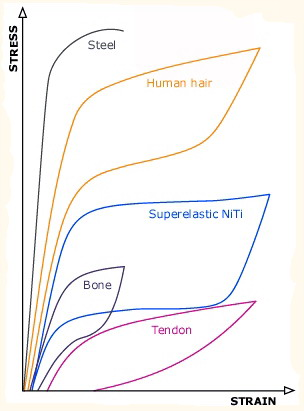 STRESS
Steel
Human hair
Superelastic NiTi
Bone
Tendon
STRAIN